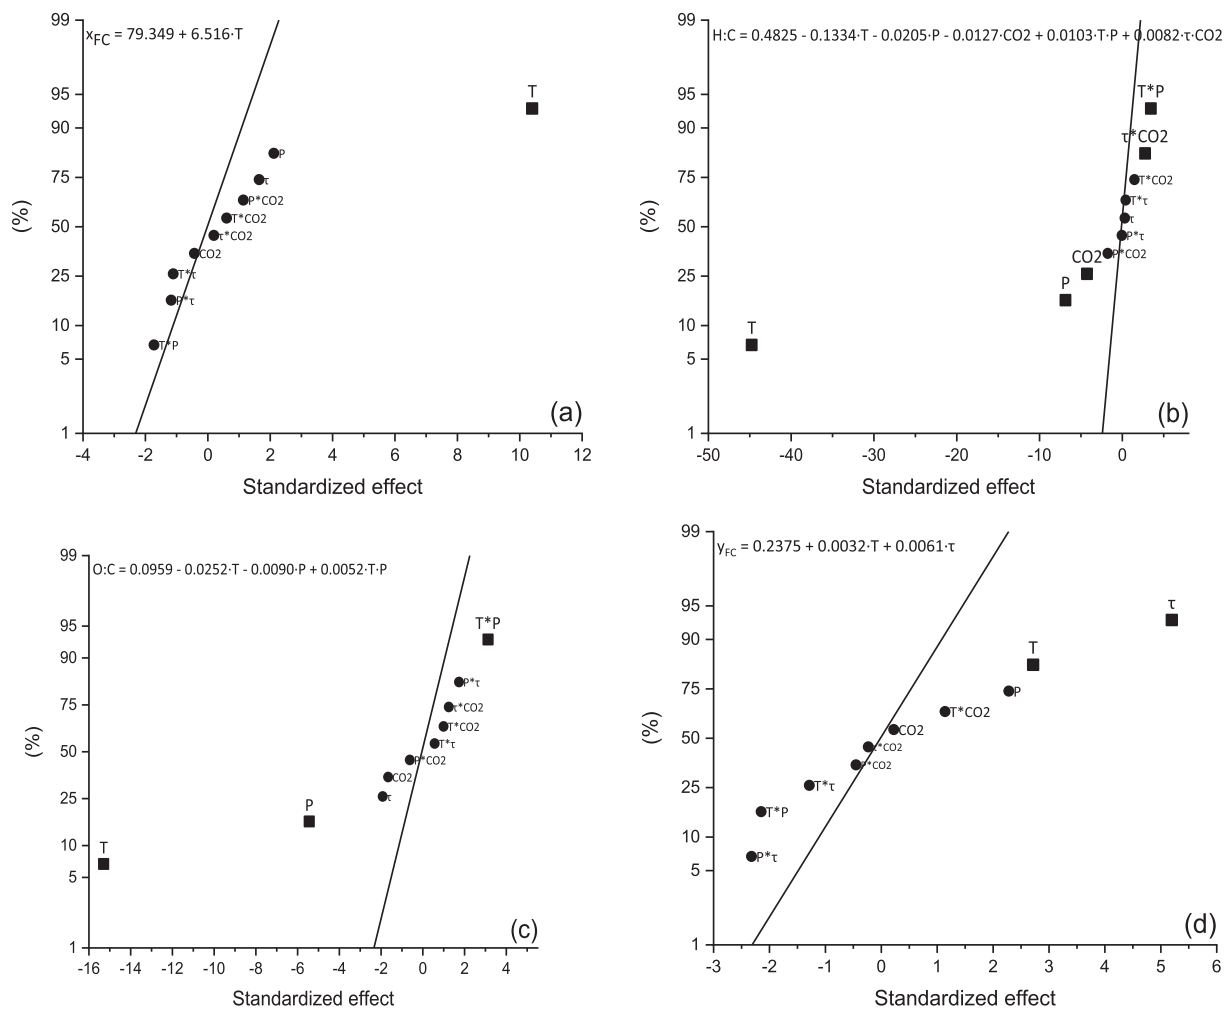 x_FC = 79.349 + 6.516·T
99
95
90
75
50
25
10
5
1
(%)
T
P
τ
P*CO2
T*CO2
τ*CO2
CO2
T*τ
P*τ
T*P
(a)
-4 -2 0 2 4 6 8 10 12
Standardized effect
H:C = 0.4825 - 0.1334·T - 0.0205·P - 0.0127·CO2 + 0.0103·T·P + 0.0082·τ·CO2
99
95
90
75
50
25
10
5
1
(%)
T*P
τ*CO2
T*CO2
T*τ
τ
P*τ
P*CO2
CO2
P
T
(b)
-50 -40 -30 -20 -10 0
Standardized effect
O:C = 0.0959 - 0.0252·T - 0.0090·P + 0.0052·T·P
99
95
90
75
50
25
10
5
1
(%)
T*P
P*τ
τ*CO2
T*CO2
T*τ
P*CO2
CO2
τ
P
T
(c)
-16 -14 -12 -10 -8 -6 -4 -2 0 2 4
Standardized effect
y_FC = 0.2375 + 0.0032·T + 0.0061·τ
99
95
90
75
50
25
10
5
1
(%)
τ
T
P
T*CO2
CO2
τ*CO2
P*CO2
T*τ
T*P
P*τ
(d)
-3 -2 -1 0 1 2 3 4 5 6
Standardized effect